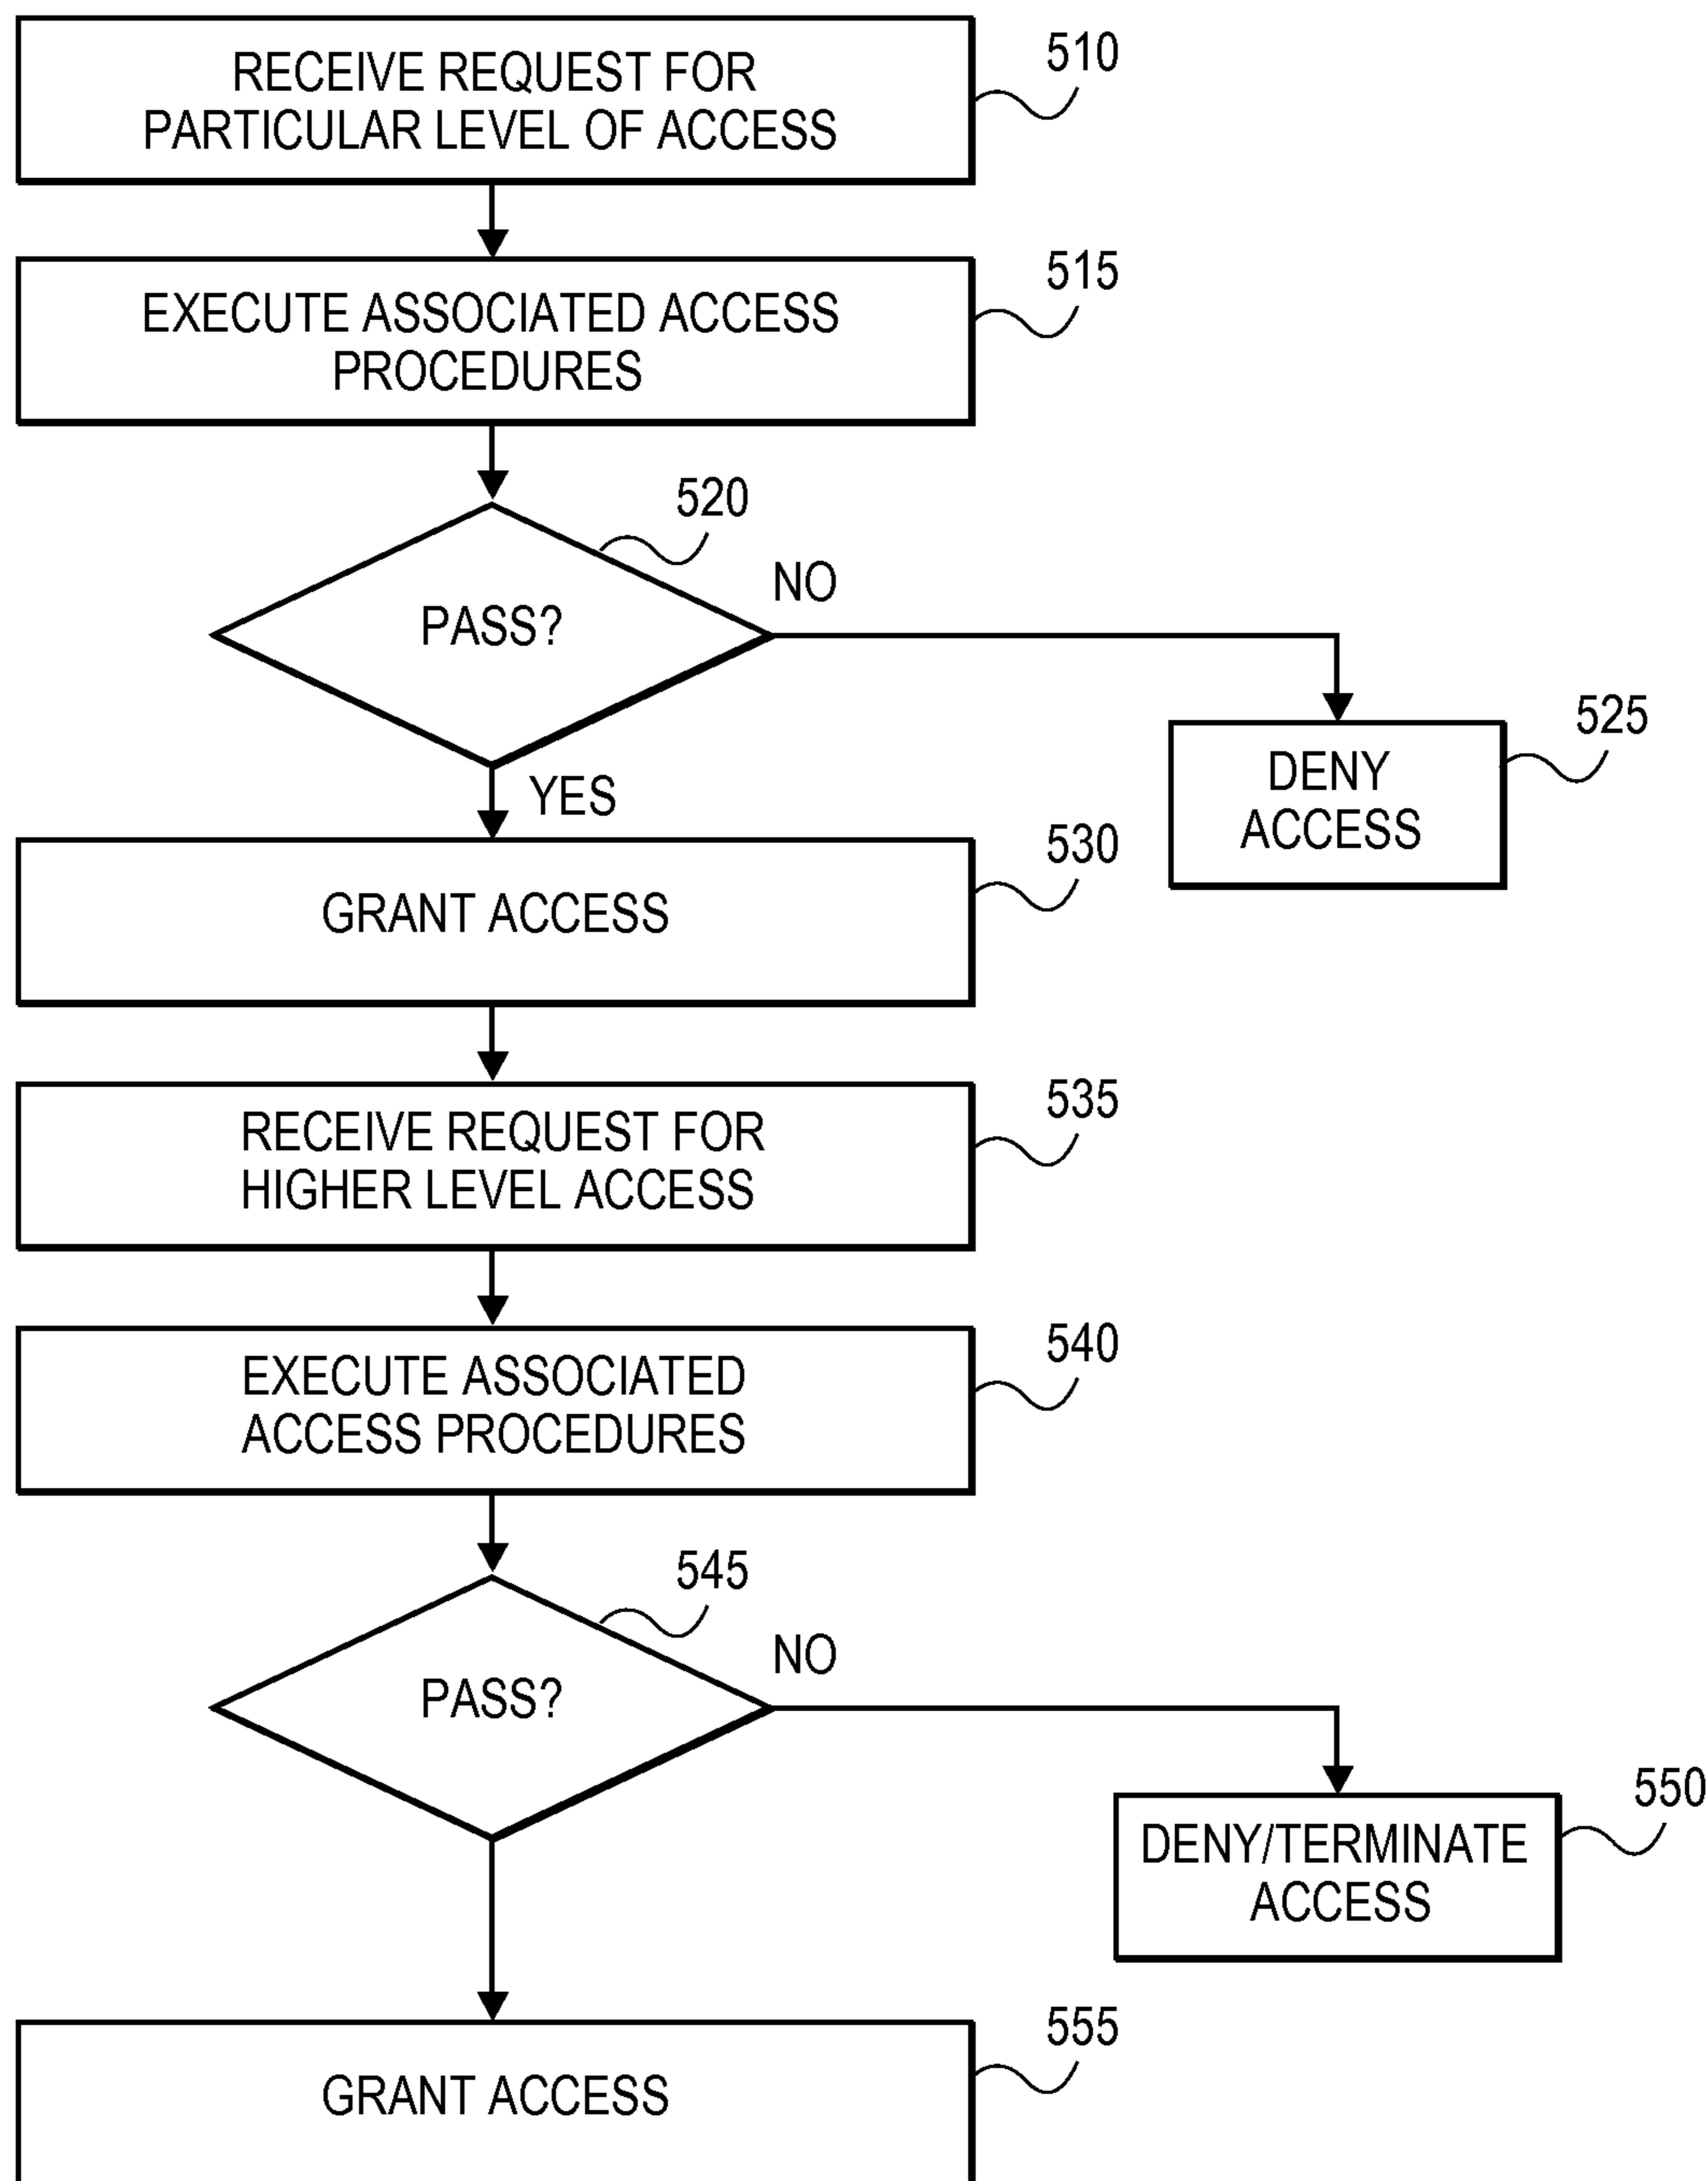 RECEIVE REQUEST FOR
PARTICULAR LEVEL OF ACCESS
510
EXECUTE ASSOCIATED ACCESS
PROCEDURES
515
520
PASS?
NO
YES
525
DENY
ACCESS
530
GRANT ACCESS
535
RECEIVE REQUEST FOR
HIGHER LEVEL ACCESS
540
EXECUTE ASSOCIATED
ACCESS PROCEDURES
545
PASS?
NO
550
DENY/TERMINATE
ACCESS
555
GRANT ACCESS